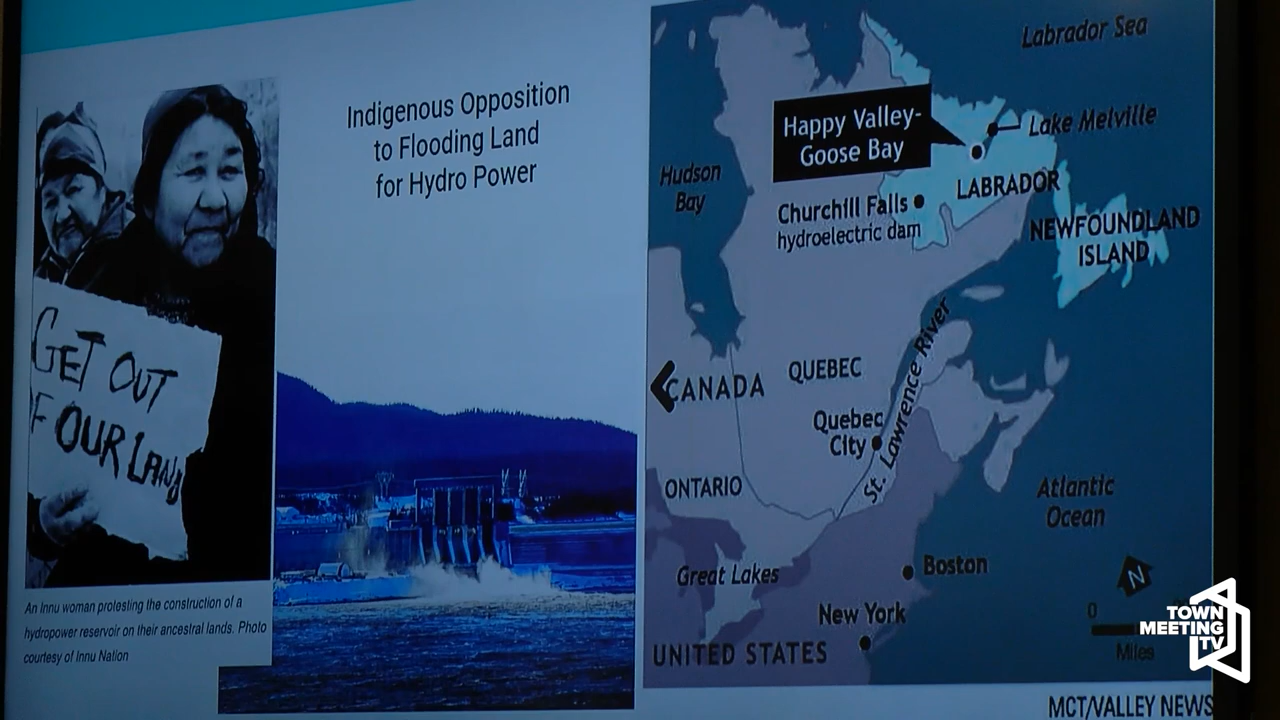 Indigenous Opposition
to Flooding Land
for Hydro Power
GET OUT
F OUR LAND
An Innu woman protesting the construction of a
hydropower reservoir on their ancestral lands. Photo
courtesy of Innu Nation
Labrador Sea
Happy Valley-
Goose Bay
Lake Melville
Hudson
Bay
LABRADOR
Churchill Falls
hydroelectric dam
NEWFOUNDLAND
ISLAND
St. Lawrence River
QUEBEC
CANADA
Quebec
City
ONTARIO
Atlantic
Ocean
Great Lakes
Boston
N
New York
0
Miles
UNITED STATES
MCT/VALLEY NEWS
TOWN
MEETING
TV